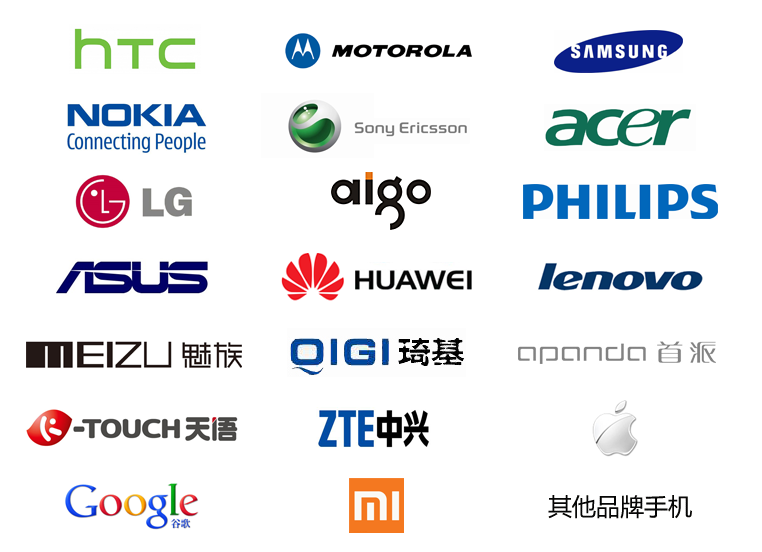 hTC
MOTOROLA
SAMSUNG
NOKIA
Connecting People
Sony Ericsson
acer
LG
aigo
PHILIPS
ASUS
HUAWEI
lenovo
MEIZU 魅族
QIGI 琦基
apanda 首派
K-TOUCH 天语
ZTE中兴
Google
谷歌
mi
其他品牌手机